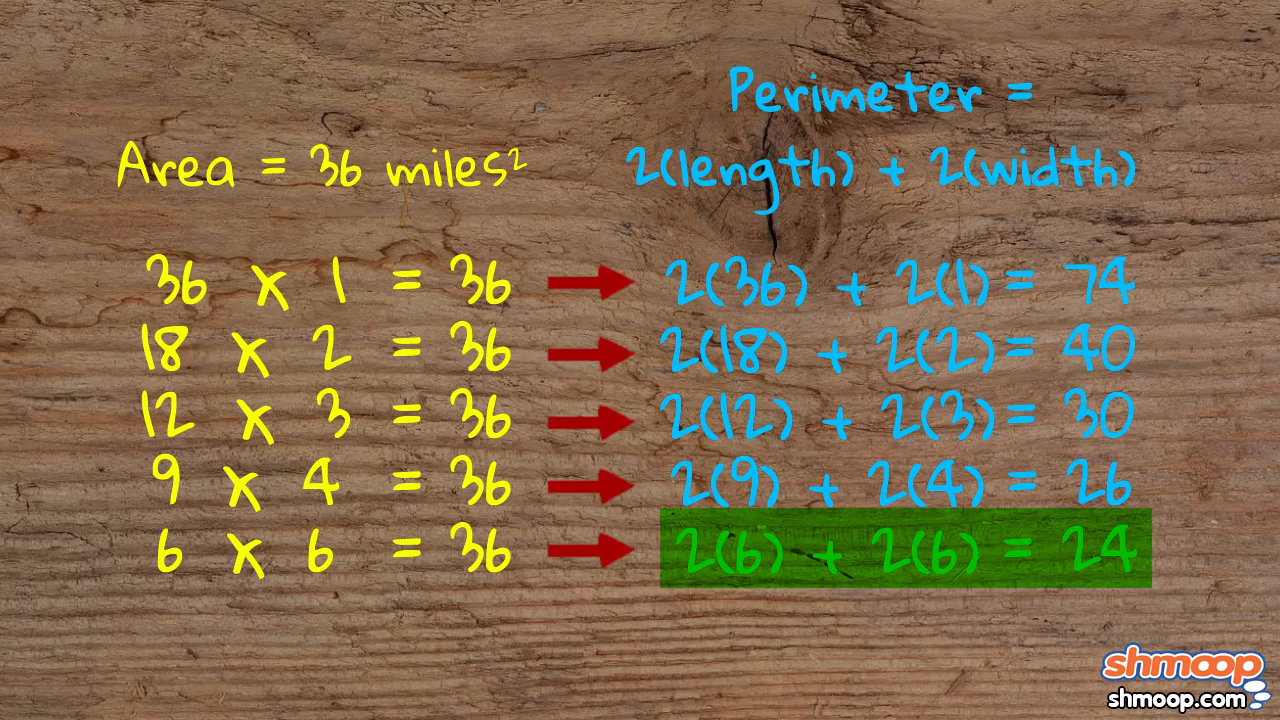 Perimeter =
Area = 36 miles² 2(length) + 2(width)
36 x 1 = 36 2(36) + 2(1) = 74
18 x 2 = 36 2(18) + 2(2) = 40
12 x 3 = 36 2(12) + 2(3) = 30
9 x 4 = 36 2(9) + 2(4) = 26
6 x 6 = 36 2(6) + 2(6) = 24
shmoop
shmoop.com